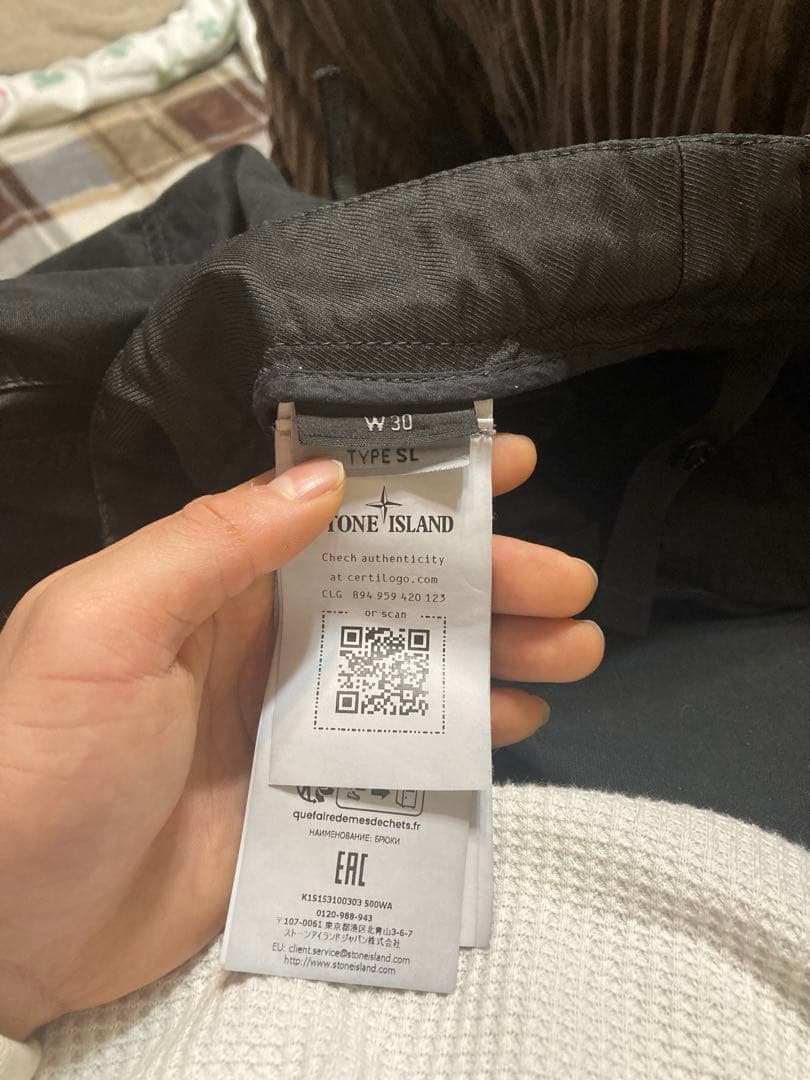 W 30
TYPE SL
TONE ISLAND
Check authenticity
at certilogo.com
CLG 894 959 420 123
or scan
quefairedemesdechets.fr
НАИМЕНОВАНИЕ: БРЮКИ
EAC
K1S153100303 S00WA
0120-988-943
〒107-0061 東京都港区北青山3-6-7
ストーンアイランドジャパン株式会社
EU: client.service@stoneisland.com
http://www.stoneisland.com